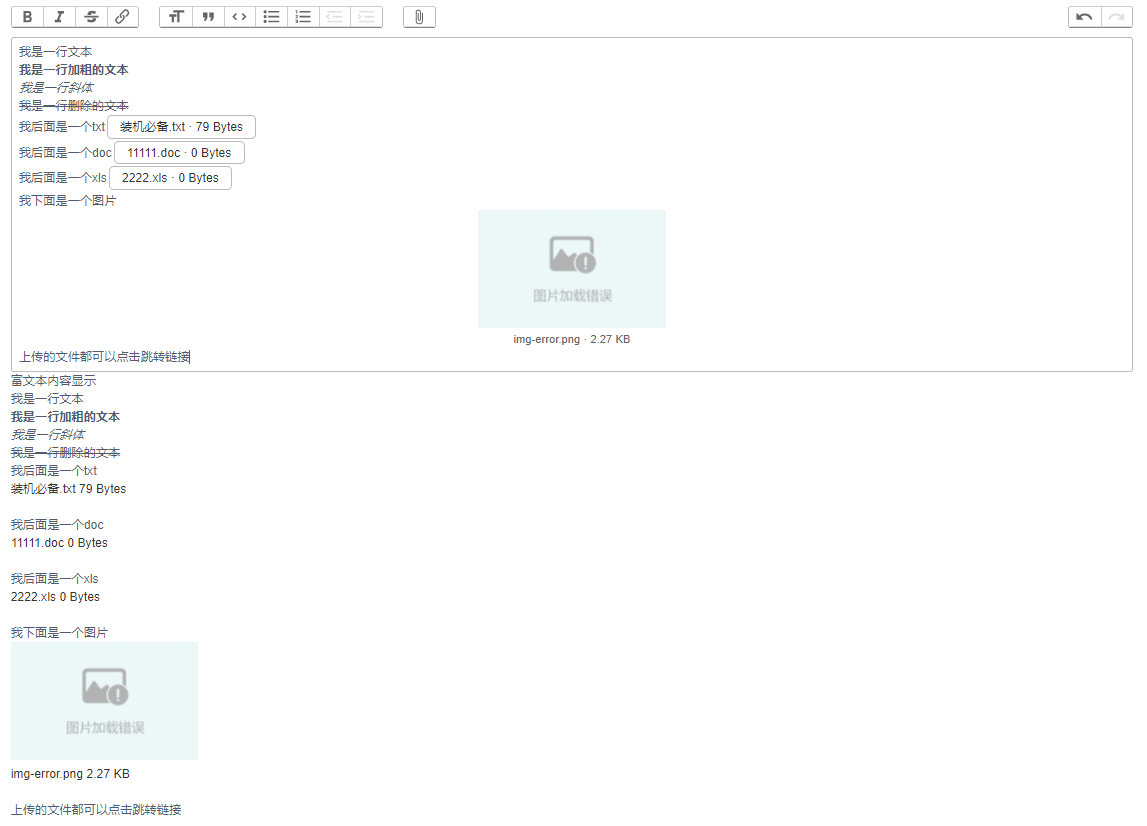 我是一行文本
我是一行加粗的文本
我是一行斜体
我是一行删除的文本
我后面是一个txt 装机必备.txt · 79 Bytes
我后面是一个doc 11111.doc · 0 Bytes
我后面是一个xls 2222.xls · 0 Bytes
我下面是一个图片
图片加载错误
img-error.png · 2.27 KB
上传的文件都可以点击跳转链接
富文本内容显示
我是一行文本
我是一行加粗的文本
我是一行斜体
我是一行删除的文本
我后面是一个txt
装机必备.txt 79 Bytes
我后面是一个doc
11111.doc 0 Bytes
我后面是一个xls
2222.xls 0 Bytes
我下面是一个图片
图片加载错误
img-error.png 2.27 KB
上传的文件都可以点击跳转链接